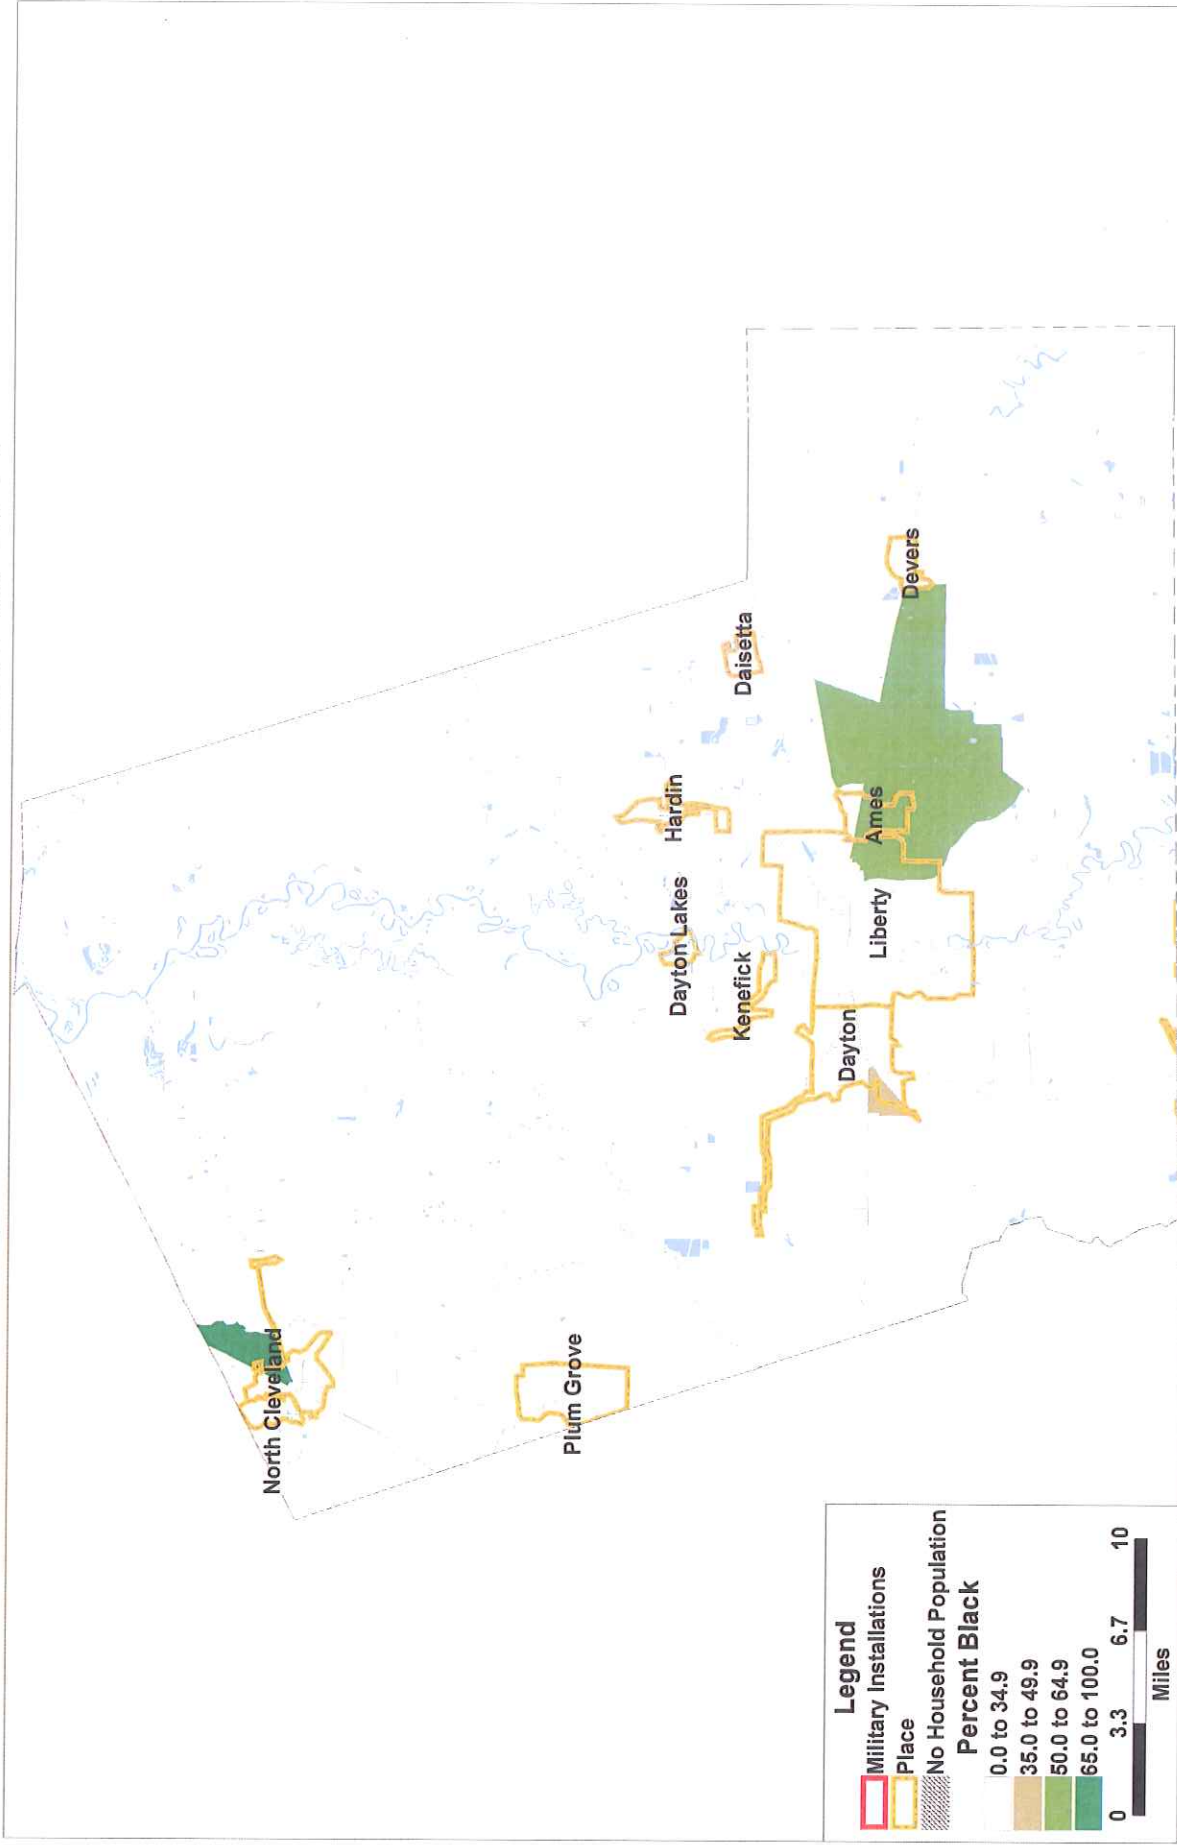 North Cleveland
Plum Grove
Dayton Lakes
Hardin
Kenefick
Daisetta
Dayton
Liberty
Ames
Devers
Legend
Military Installations
Place
No Household Population
Percent Black
0.0 to 34.9
35.0 to 49.9
50.0 to 64.9
65.0 to 100.0
0 3.3 6.7 10
Miles